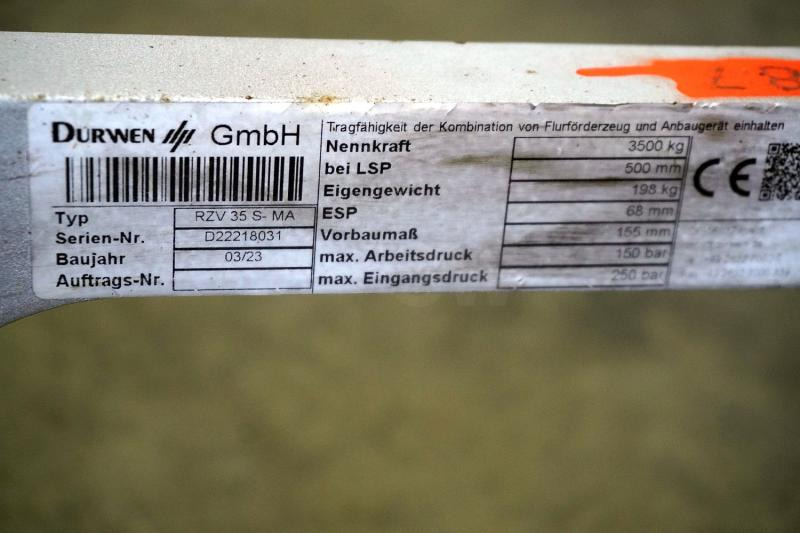 DURWEN GmbH
Typ RZV 35 S- MA
Serien-Nr. D22218031
Baujahr 03/23
Auftrags-Nr.
Tragfähigkeit der Kombination von Flurförderzeug und Anbaugerät einhalten
Nennkraft 3500 kg
bei LSP 500 mm
Eigengewicht 198 kg
ESP 68 mm
Vorbaumaß 155 mm
max. Arbeitsdruck 150 bar
max. Eingangsdruck 250 bar
CE
L8